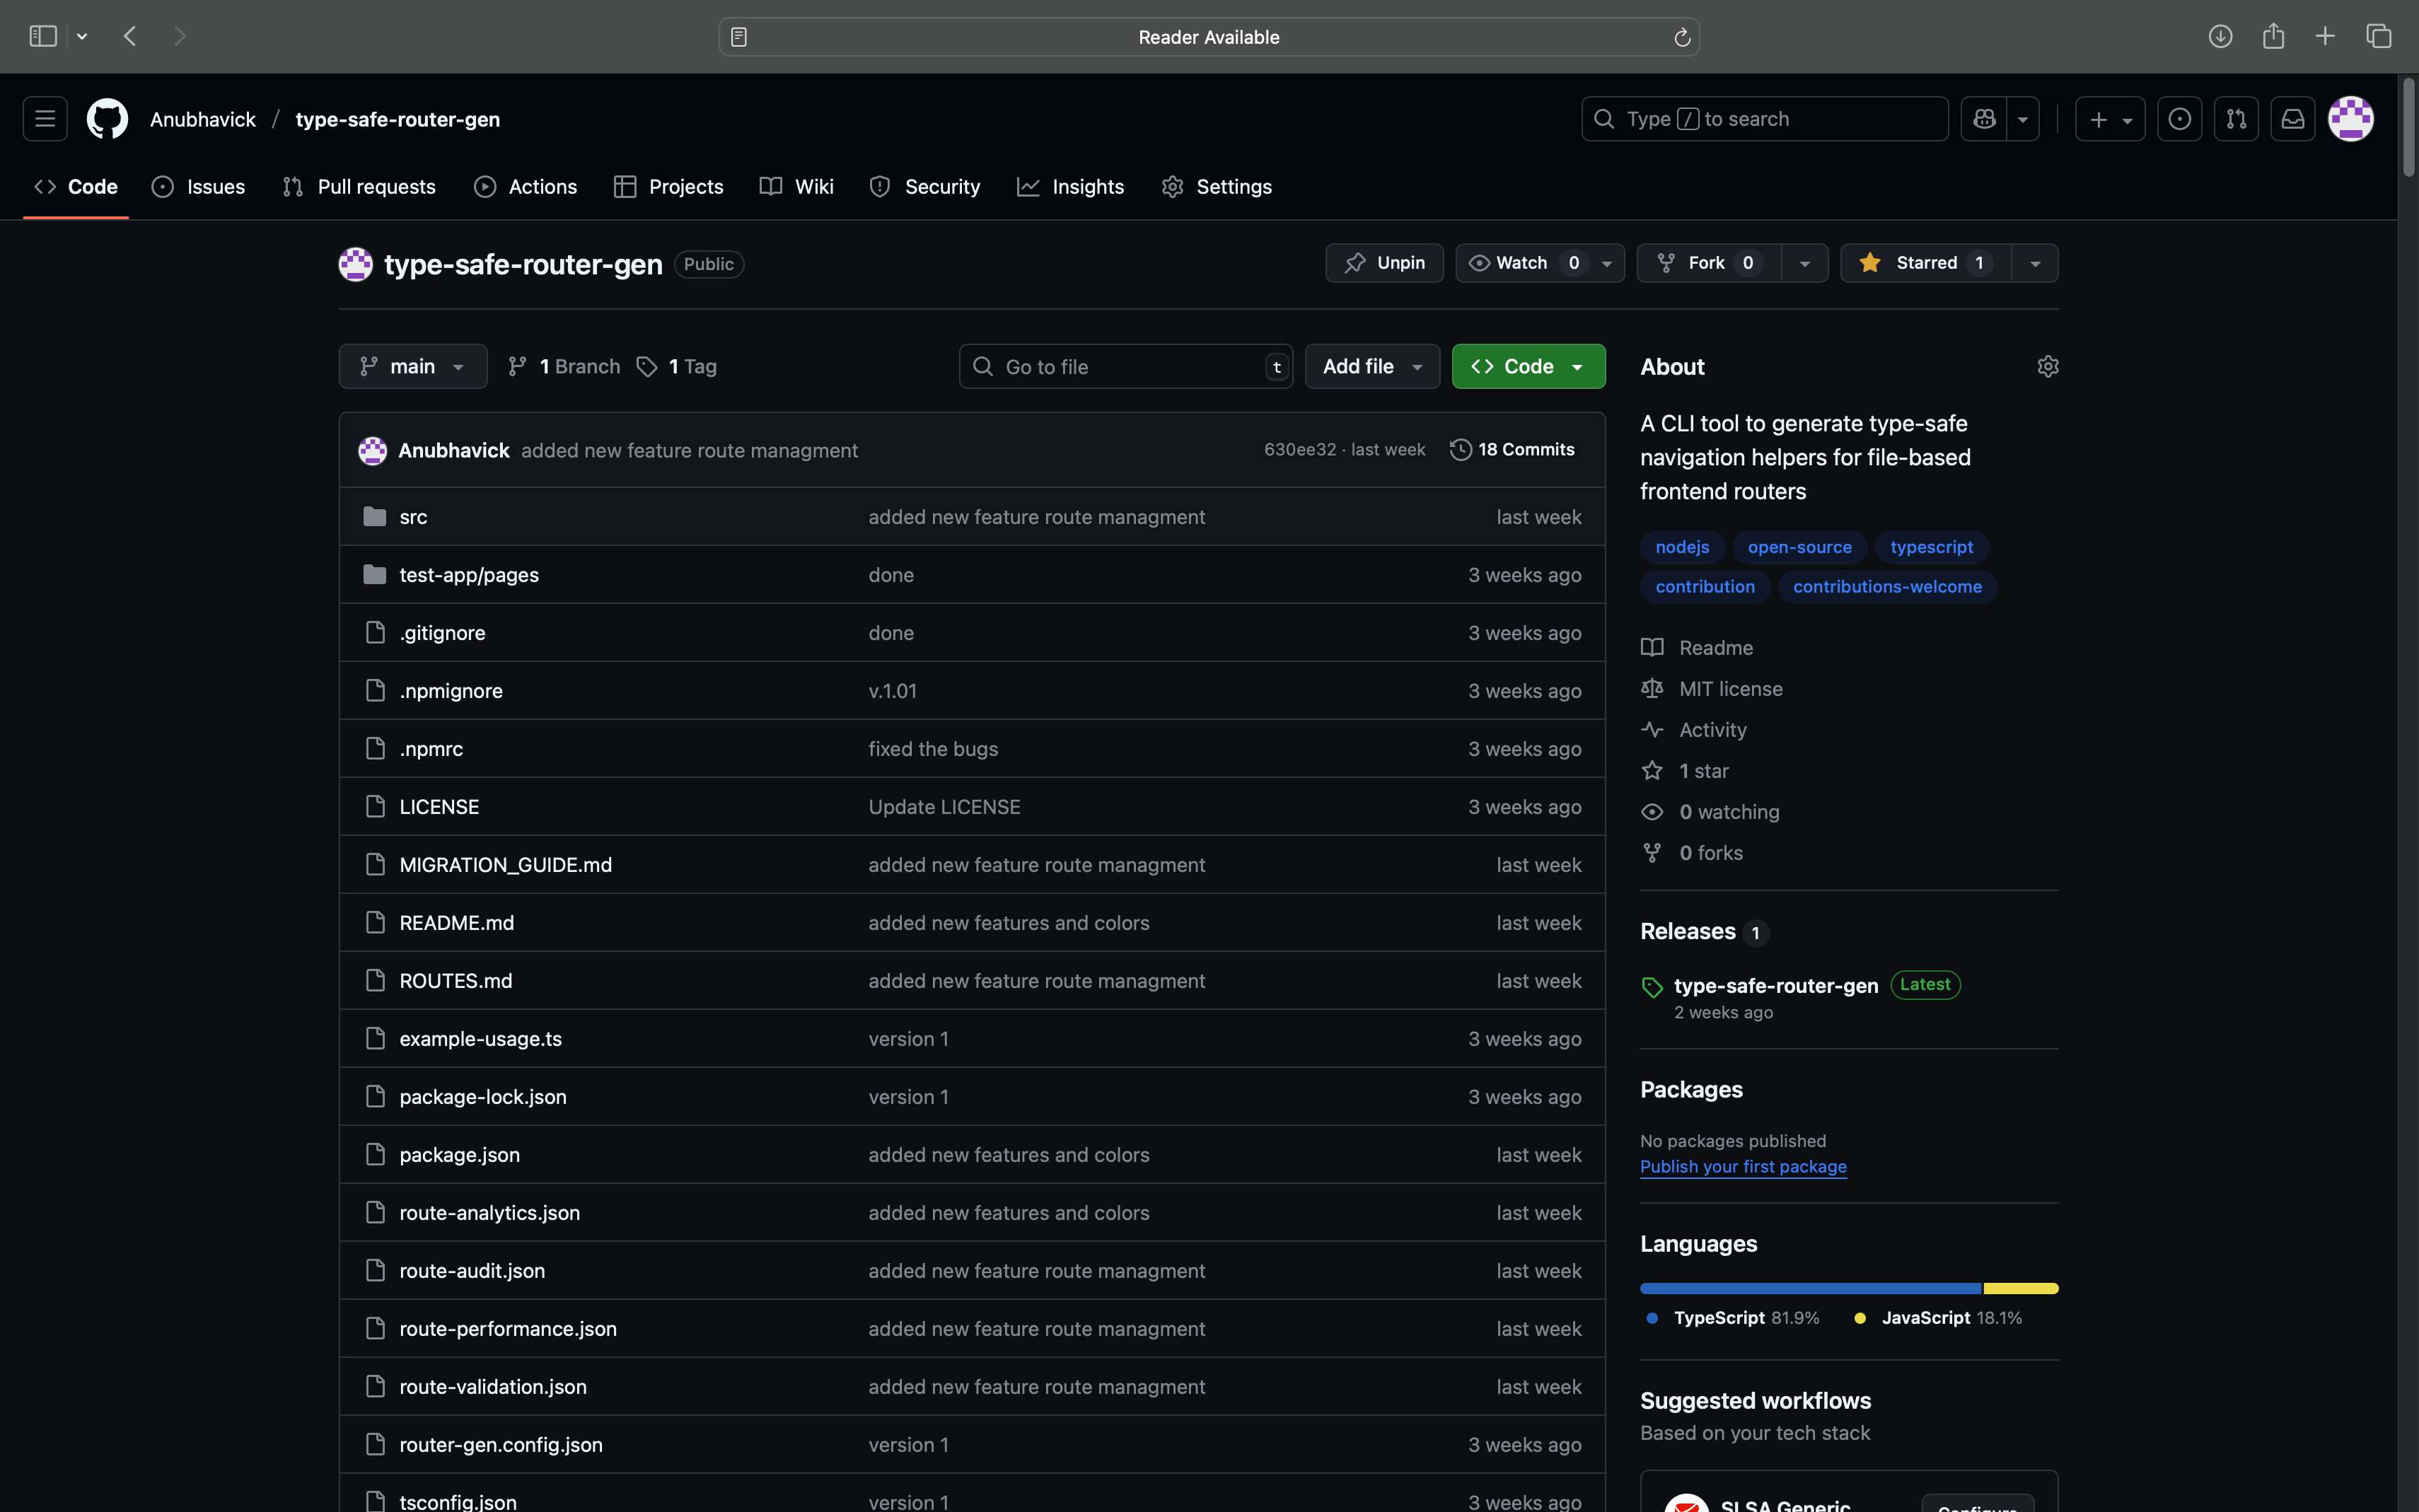 Reader Available
Anubhavick / type-safe-router-gen
Type / to search
Code Issues Pull requests Actions Projects Wiki Security Insights Settings
type-safe-router-gen Public
Unpin Watch 0 Fork 0 Starred 1
main 1 Branch 1 Tag
Go to file t Add file Code
Anubhavick added new feature route managment 630ee32 · last week 18 Commits
src added new feature route managment last week
test-app/pages done 3 weeks ago
.gitignore done 3 weeks ago
.npmignore v.1.01 3 weeks ago
.npmrc fixed the bugs 3 weeks ago
LICENSE Update LICENSE 3 weeks ago
MIGRATION_GUIDE.md added new feature route managment last week
README.md added new features and colors last week
ROUTES.md added new feature route managment last week
example-usage.ts version 1 3 weeks ago
package-lock.json version 1 3 weeks ago
package.json added new features and colors last week
route-analytics.json added new features and colors last week
route-audit.json added new feature route managment last week
route-performance.json added new feature route managment last week
route-validation.json added new feature route managment last week
router-gen.config.json version 1 3 weeks ago
tsconfig.json version 1 3 weeks ago
About
A CLI tool to generate type-safe
navigation helpers for file-based
frontend routers
nodejs open-source typescript
contribution contributions-welcome
Readme
MIT license
Activity
1 star
0 watching
0 forks
Releases 1
type-safe-router-gen Latest
2 weeks ago
Packages
No packages published
Publish your first package
Languages
TypeScript 81.9% JavaScript 18.1%
Suggested workflows
Based on your tech stack
SLSA Generic Configure